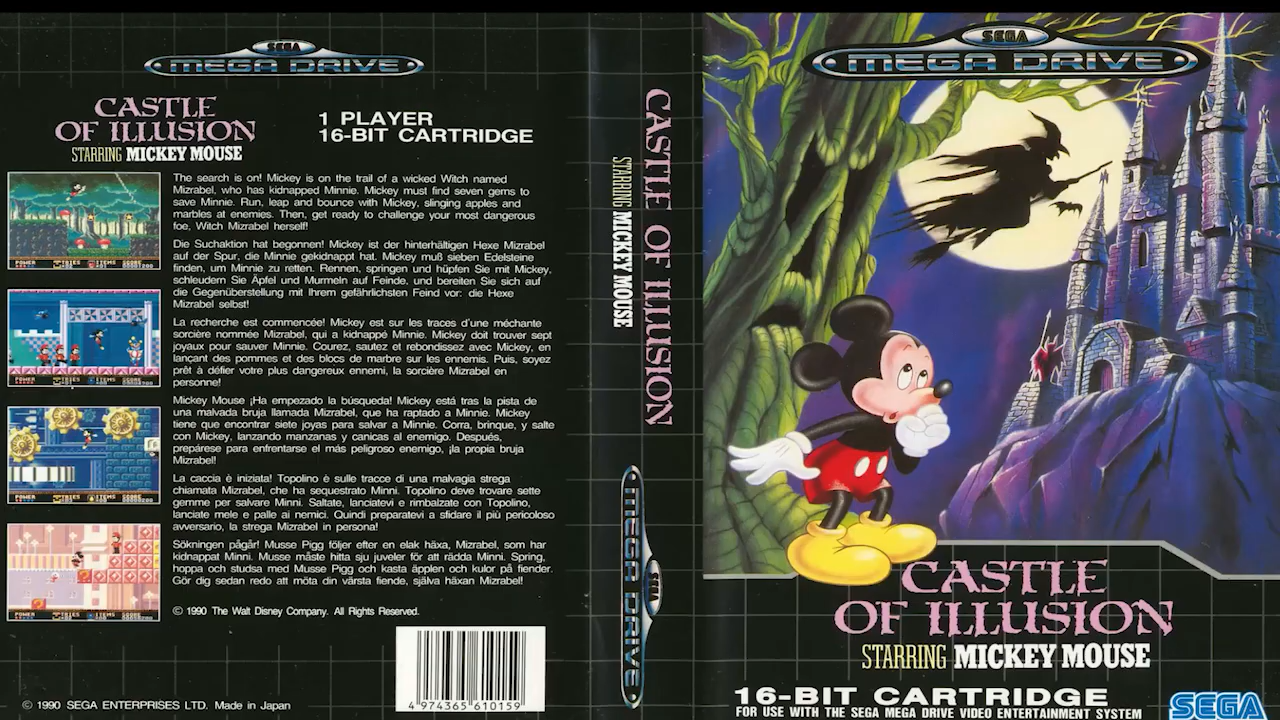 SEGA
MEGA DRIVE
CASTLE
OF ILLUSION
STARRING MICKEY MOUSE
1 PLAYER
16-BIT CARTRIDGE
The search is on! Mickey is on the trail of a wicked Witch named
Mizrabel, who has kidnapped Minnie. Mickey must find seven gems to
save Minnie. Run, leap and bounce with Mickey, slinging apples and
marbles at enemies. Then, get ready to challenge your most dangerous
foe, Witch Mizrabel herself!
Die Suchaktion hat begonnen! Mickey ist der hinterhältigen Hexe Mizrabel
auf der Spur, die Minnie gekidnappt hat. Mickey muß sieben Edelsteine
finden, um Minnie zu retten. Rennen, springen und hüpfen Sie mit Mickey,
schleudern Sie Äpfel und Murmeln auf Feinde, und bereiten Sie sich auf
die Gegenüberstellung mit Ihrem gefährlichsten Feind vor: die Hexe
Mizrabel selbst!
La recherche est commencée! Mickey est sur les traces d'une méchante
sorcière nommée Mizrabel, qui a kidnappé Minnie. Mickey doit trouver sept
joyaux pour sauver Minnie. Courez, sautez et rebondissez avec Mickey, en
lançant des pommes et des blocs de marbre sur les ennemis. Puis, soyez
prêt à défier votre plus dangereux ennemi, la sorcière Mizrabel en
personne!
Mickey Mouse ¡Ha empezado la búsqueda! Mickey está tras la pista de
una malvada bruja llamada Mizrabel, que ha raptado a Minnie. Mickey
tiene que encontrar siete joyas para salvar a Minnie. Corra, brinque, y salte
con Mickey, lanzando manzanas y canicas al enemigo. Después,
prepárese para enfrentarse el más peligroso enemigo, ¡la propia bruja
Mizrabel!
La caccia è iniziata! Topolino è sulle tracce di una malvagia strega
chiamata Mizrabel, che ha sequestrato Minni. Topolino deve trovare sette
gemme per salvare Minni. Saltate, lanciatevi e rimbalzate con Topolino,
lanciate mele e palle ai nemici. Quindi preparatevi a sfidare il più pericoloso
avversario, la strega Mizrabel in persona!
Sökningen pågår! Musse Pigg följer efter en elak häxa, Mizrabel, som har
kidnappat Minni. Musse måste hitta sju juveler för att rädda Minni. Spring,
hoppa och studsa med Musse Pigg och kasta äpplen och kulor på fiender.
Gör dig sedan redo att möta din värsta fiende, själva häxan Mizrabel!
© 1990 The Walt Disney Company. All Rights Reserved.
4 974365 610159
© 1990 SEGA ENTERPRISES LTD. Made in Japan
CASTLE OF ILLUSION
STARRING MICKEY MOUSE
SEGA
MEGA DRIVE
SEGA
MEGA DRIVE
CASTLE
OF ILLUSION
STARRING MICKEY MOUSE
16-BIT CARTRIDGE
FOR USE WITH THE SEGA MEGA DRIVE VIDEO ENTERTAINMENT SYSTEM
SEGA